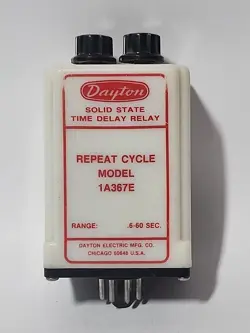 Dayton
SOLID STATE
TIME DELAY RELAY
REPEAT CYCLE
MODEL
1A367E
RANGE: .6-60 SEC.
DAYTON ELECTRIC MFG. CO.
CHICAGO 60648 U.S.A.